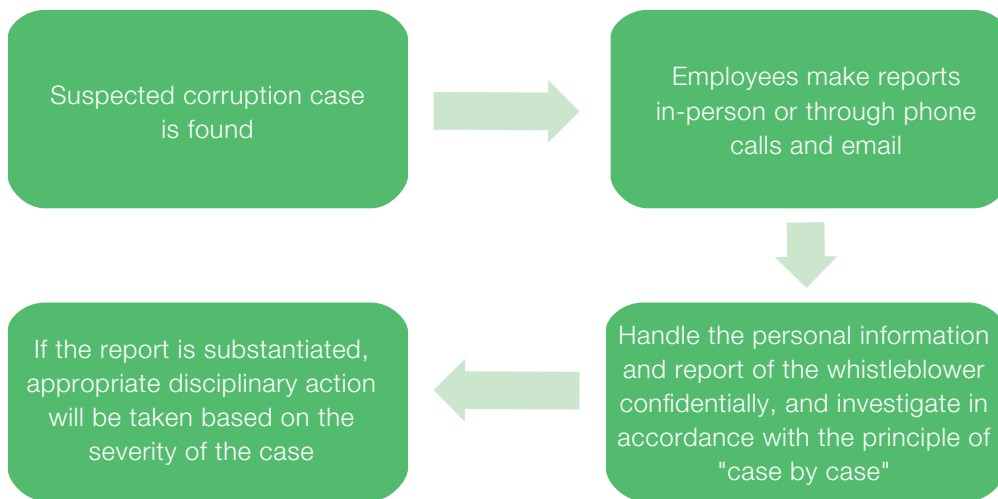 Suspected corruption case
is found
Employees make reports
in-person or through phone
calls and email
Handle the personal information
and report of the whistleblower
confidentially, and investigate in
accordance with the principle of
"case by case"
If the report is substantiated,
appropriate disciplinary action
will be taken based on the
severity of the case